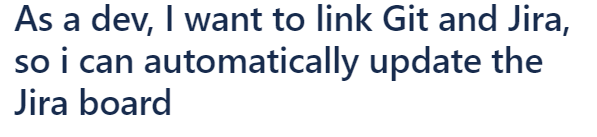 As a dev, I want to link Git and Jira,
so i can automatically update the
Jira board